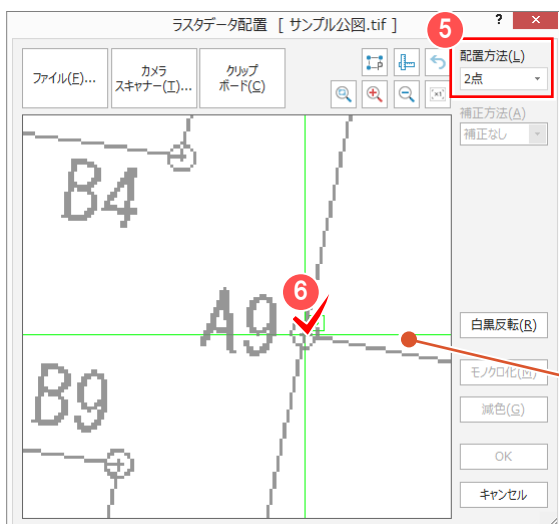 ラスタデータ配置 [ サンプル公図.tif ]
?
5
ファイル(F)...
カメラ
スキャナー(T)...
クリップ
ボード(C)
配置方法(L)
2点
補正方法(A)
補正なし
B4
6
A9
B9
白黒反転(R)
モノクロ化(M)
減色(G)
OK
キャンセル